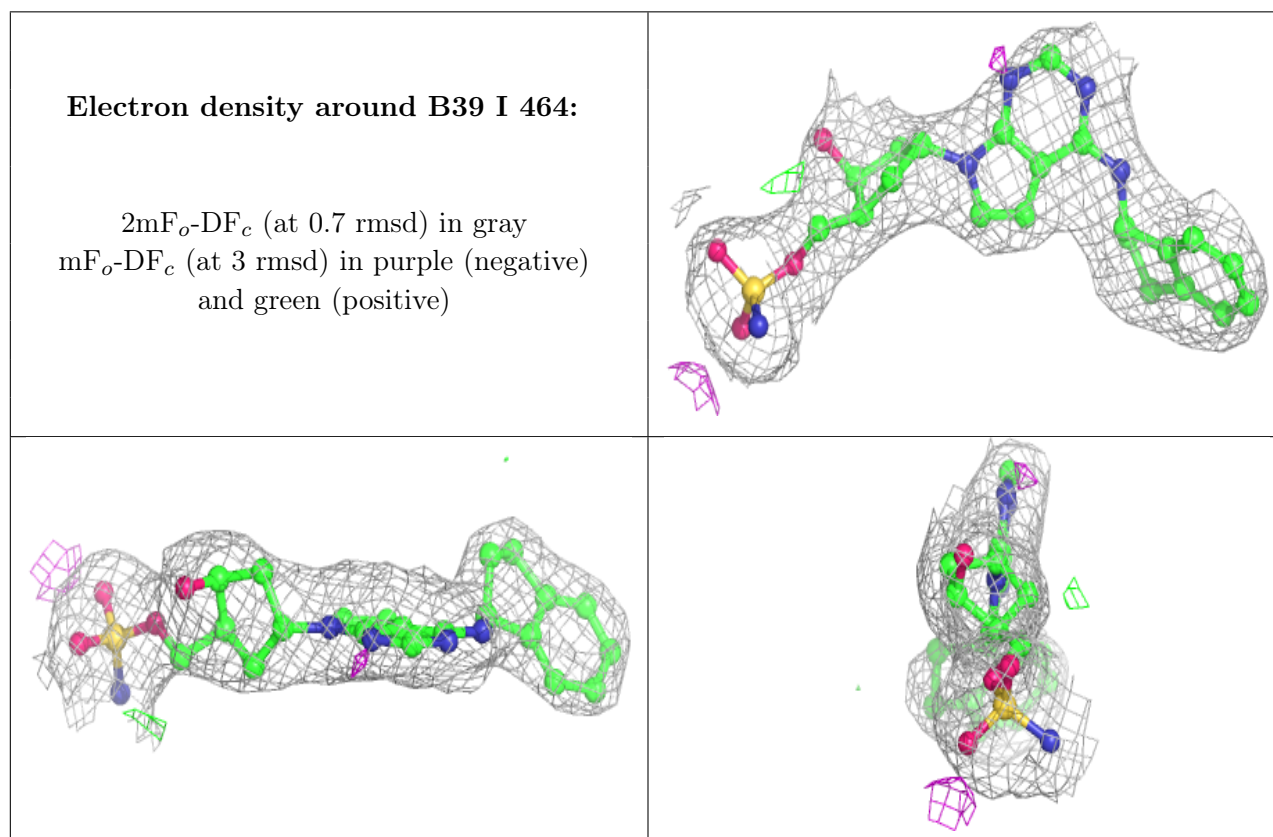 Electron density around B39 I 464:
2mFo-DFc (at 0.7 rmsd) in gray
mFo-DFc (at 3 rmsd) in purple (negative)
and green (positive)